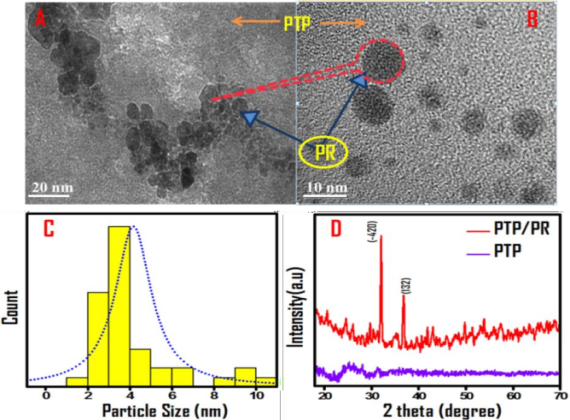 A
PTP
B
PR
20 nm
10 nm
C
Count
0 2 4 6 8 10
Particle Size (nm)
D
(-420)
(132)
PTP/PR
PTP
Intensity(a.u)
20 30 40 50 60 70
2 theta (degree)